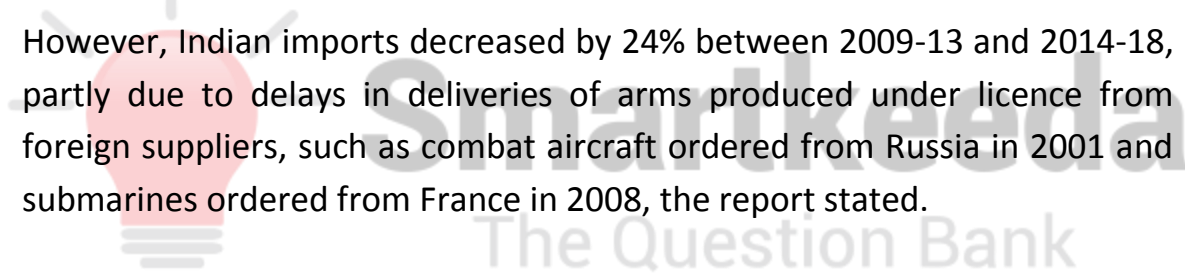 However, Indian imports decreased by 24% between 2009-13 and 2014-18,
partly due to delays in deliveries of arms produced under licence from
foreign suppliers, such as combat aircraft ordered from Russia in 2001 and
submarines ordered from France in 2008, the report stated.
Smartkeeda
The Question Bank